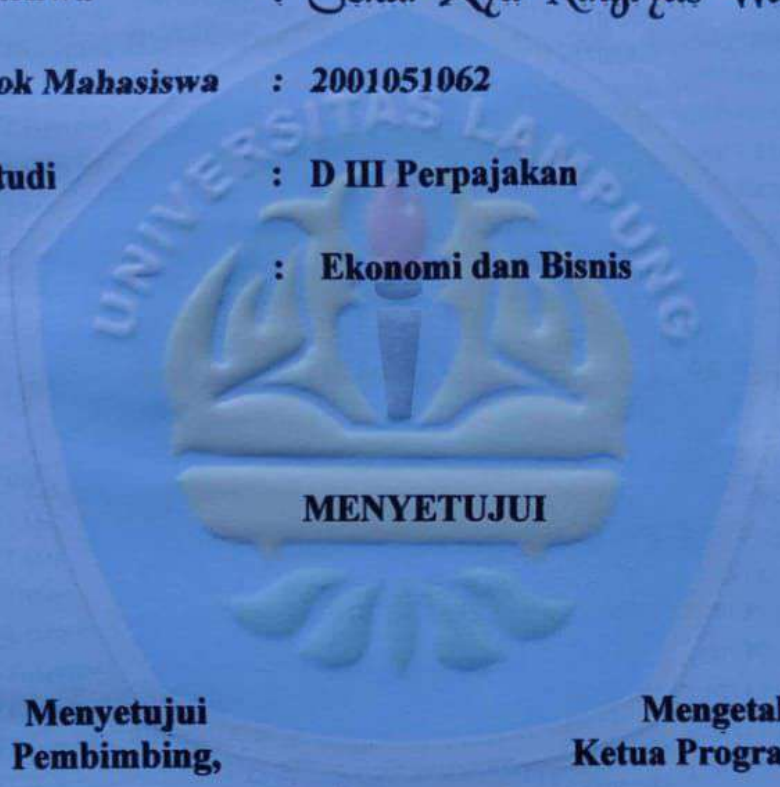 ok Mahasiswa : 2001051062
UNIVERSITAS LAMPUNG
tudi : D III Perpajakan
: Ekonomi dan Bisnis
MENYETUJUI
Menyetujui
Pembimbing,
Mengetal
Ketua Progra